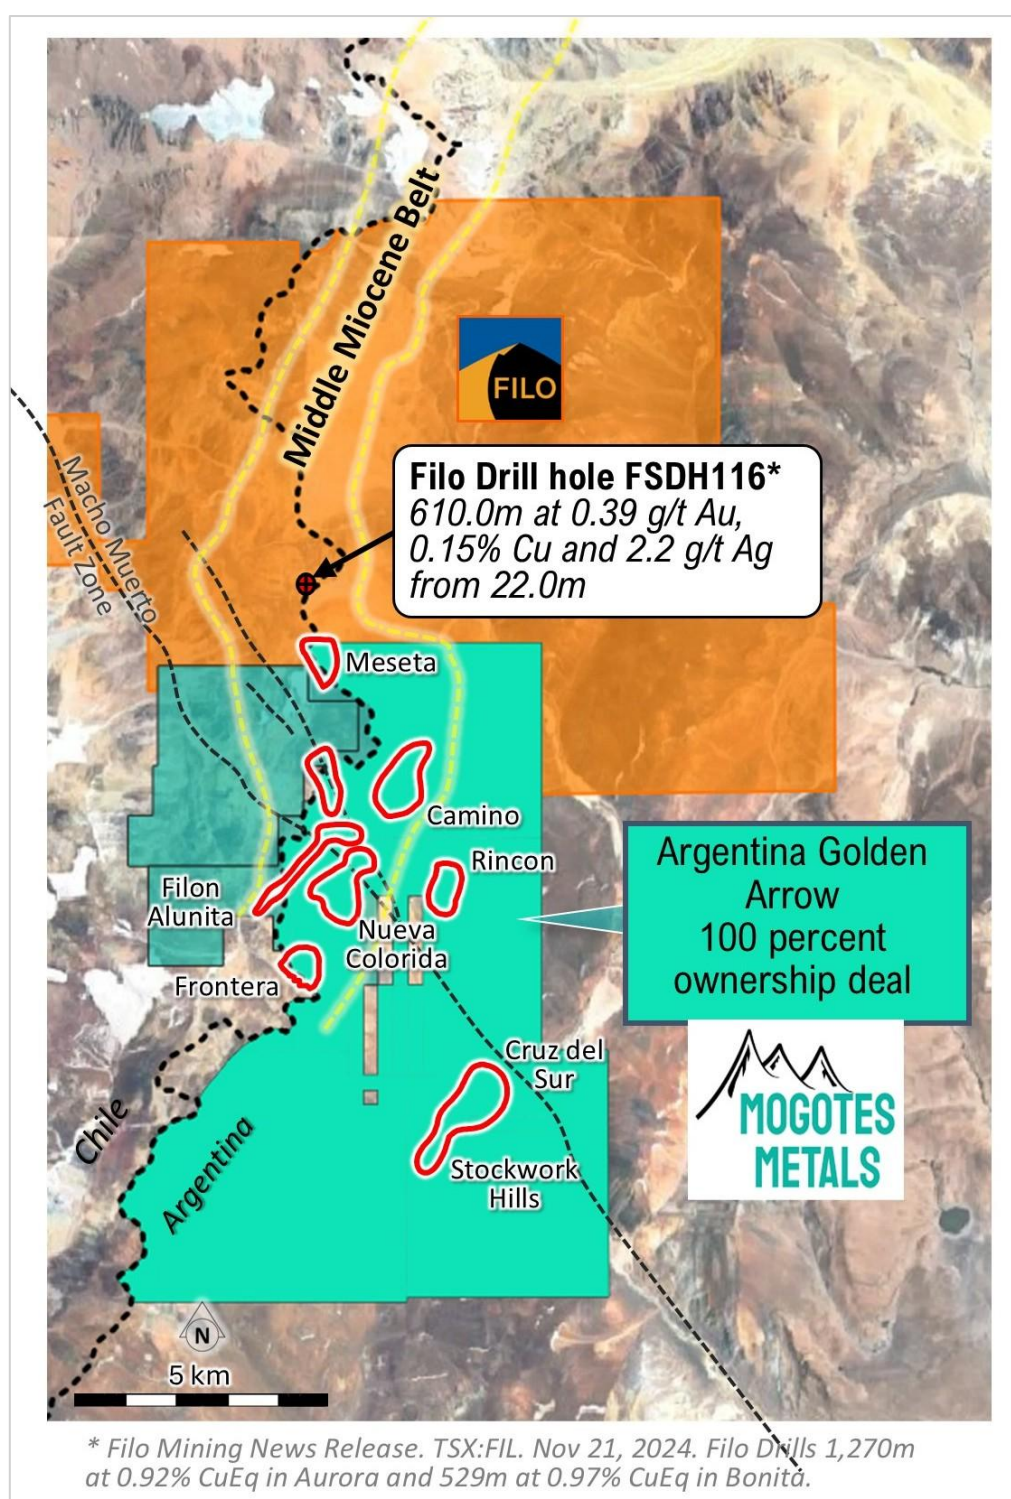 Middle Miocene Belt
FILO
Filo Drill hole FSDH116*
610.0m at 0.39 g/t Au,
0.15% Cu and 2.2 g/t Ag
from 22.0m
Macho Muerto
Fault Zone
Meseta
Camino
Rincon
Filon
Alunita
Nueva
Colorida
Frontera
Argentina Golden
Arrow
100 percent
ownership deal
Cruz del
Sur
Stockwork
Hills
MOGOTES
METALS
Chile
Argentina
N
5 km
* Filo Mining News Release. TSX:FIL. Nov 21, 2024. Filo Drills 1,270m
at 0.92% CuEq in Aurora and 529m at 0.97% CuEq in Bonita.